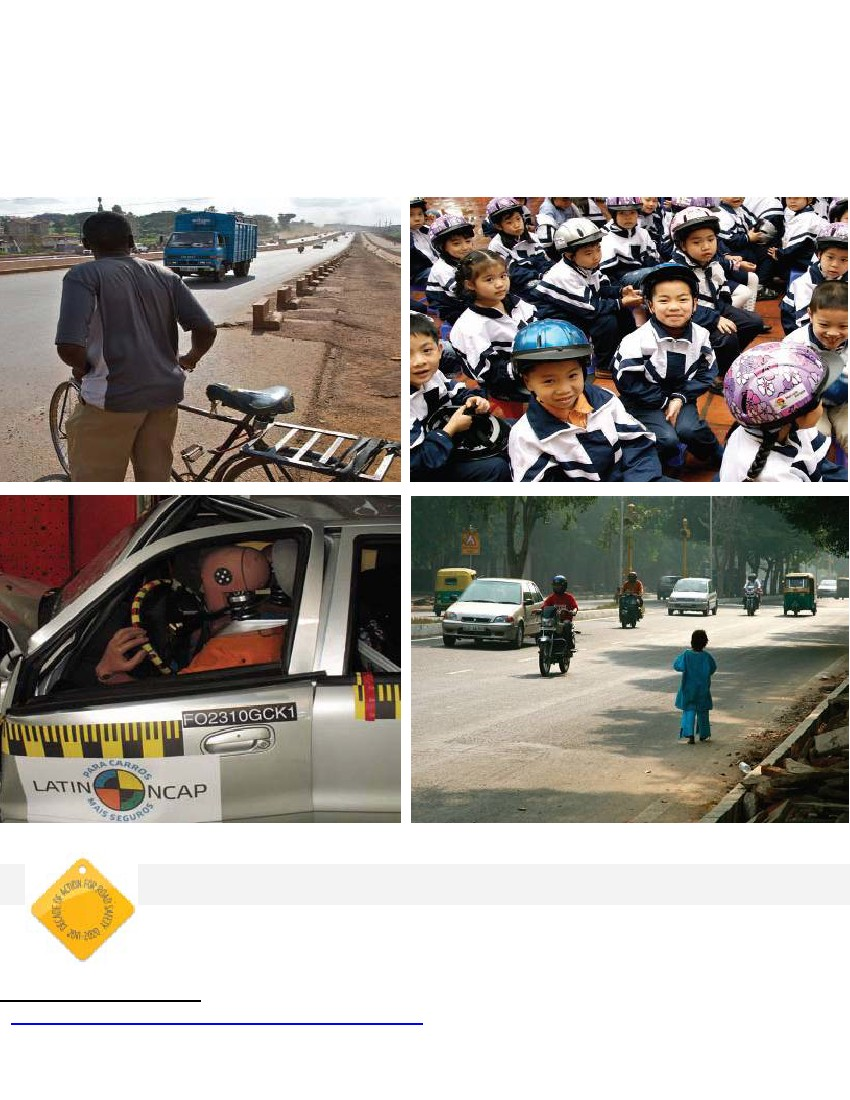 FO2310GCK1
PARA CARROS
LATIN NCAP
MAIS SEGUROS
DECADE OF ACTION FOR ROAD SAFETY 2011-2020